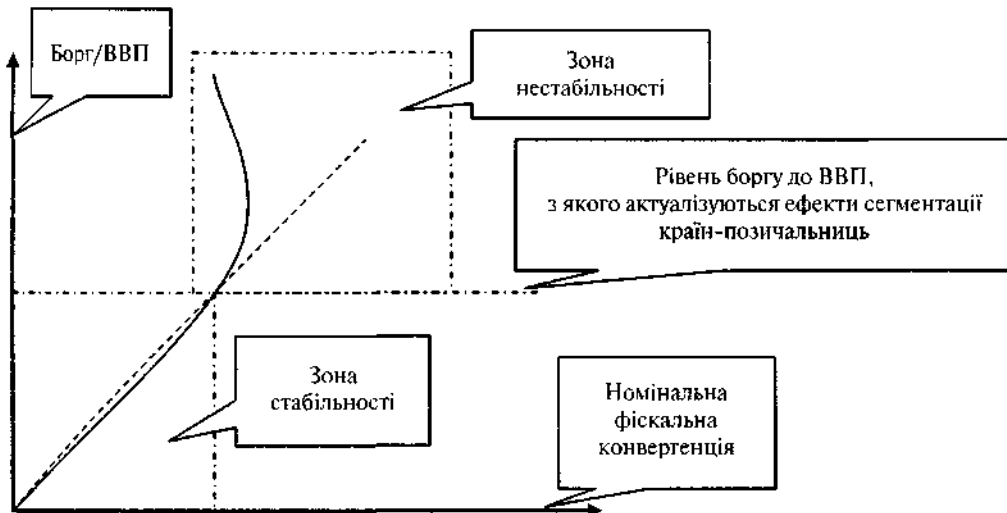 Борг/ВВП
Зона
нестабільності
Рівень боргу до ВВП,
з якого актуалізуються ефекти сегментації
країн-позичальниць
Зона
стабільності
Номінальна
фіскальна
конвергенція